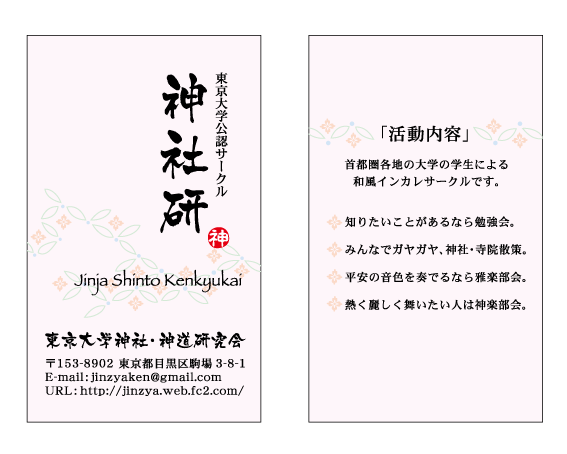 東京大学公認サークル
神社研
神
Jinja Shinto Kenkyukai
東京大学神社・神道研究会
〒153-8902 東京都目黒区駒場3-8-1
E-mail:jinzyaken@gmail.com
URL:http://jinzya.web.fc2.com/
「活動内容」
首都圏各地の大学の学生による
和風インカレサークルです。
知りたいことがあるなら勉強会。
みんなでガヤガヤ、神社・寺院散策。
平安の音色を奏でるなら雅楽部会。
熱く麗しく舞いたい人は神楽部会。